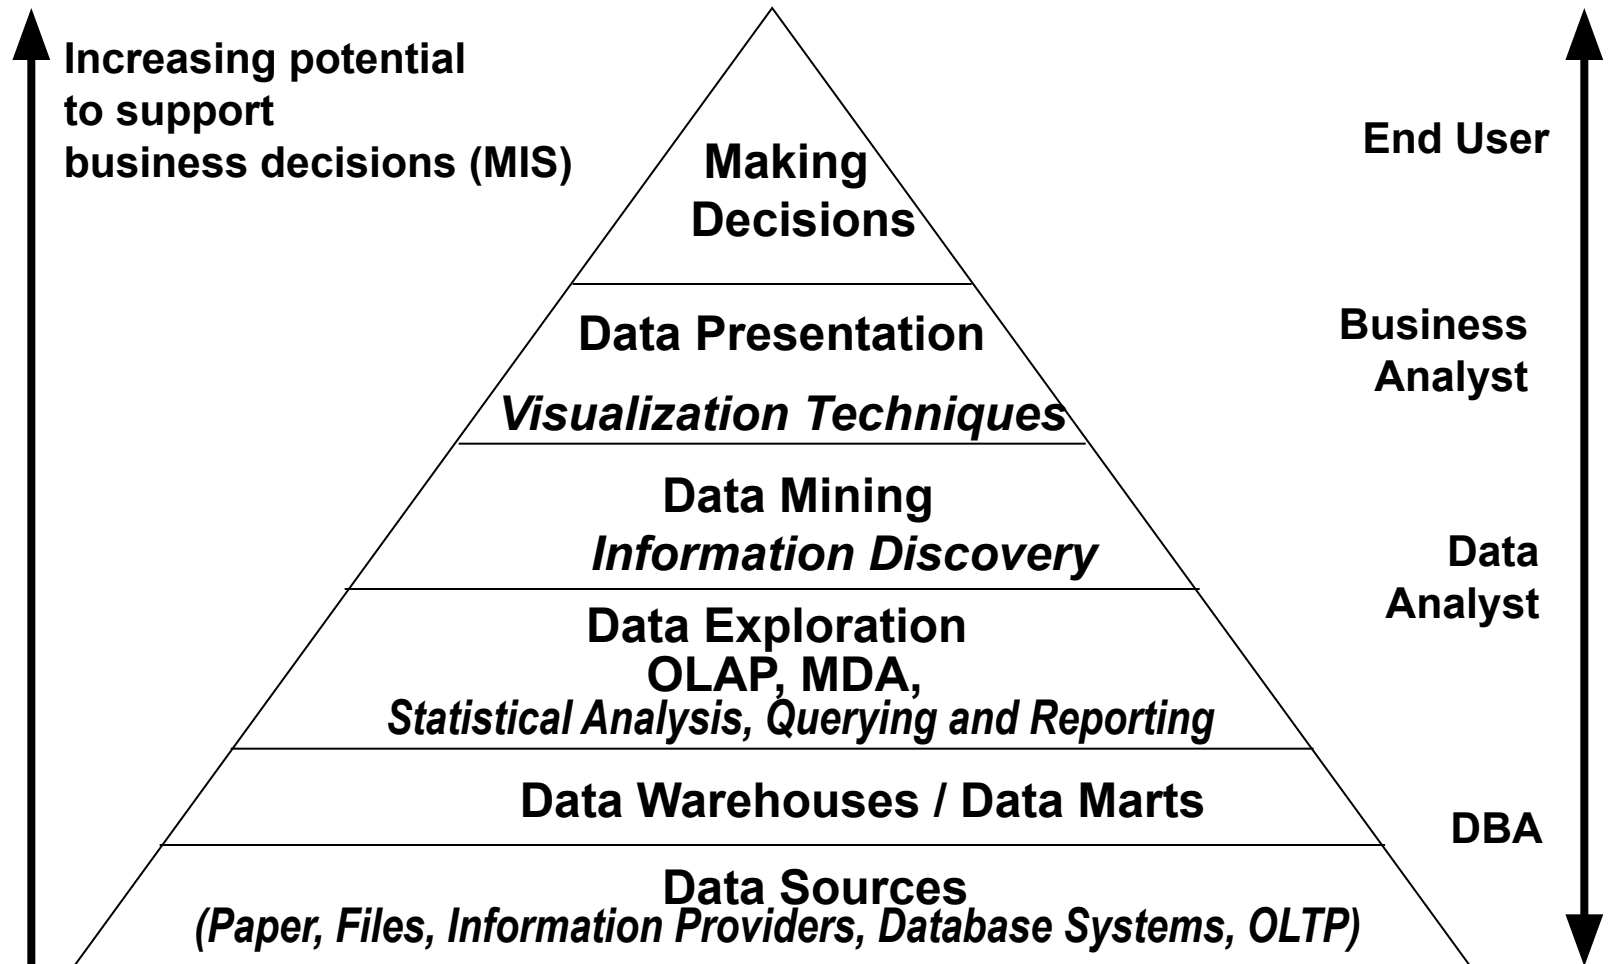 Increasing potential
to support
business decisions (MIS)
Making
Decisions
End User
Data Presentation
Visualization Techniques
Business
Analyst
Data Mining
Information Discovery
Data
Analyst
Data Exploration
OLAP, MDA,
Statistical Analysis, Querying and Reporting
Data Warehouses / Data Marts
DBA
Data Sources
(Paper, Files, Information Providers, Database Systems, OLTP)